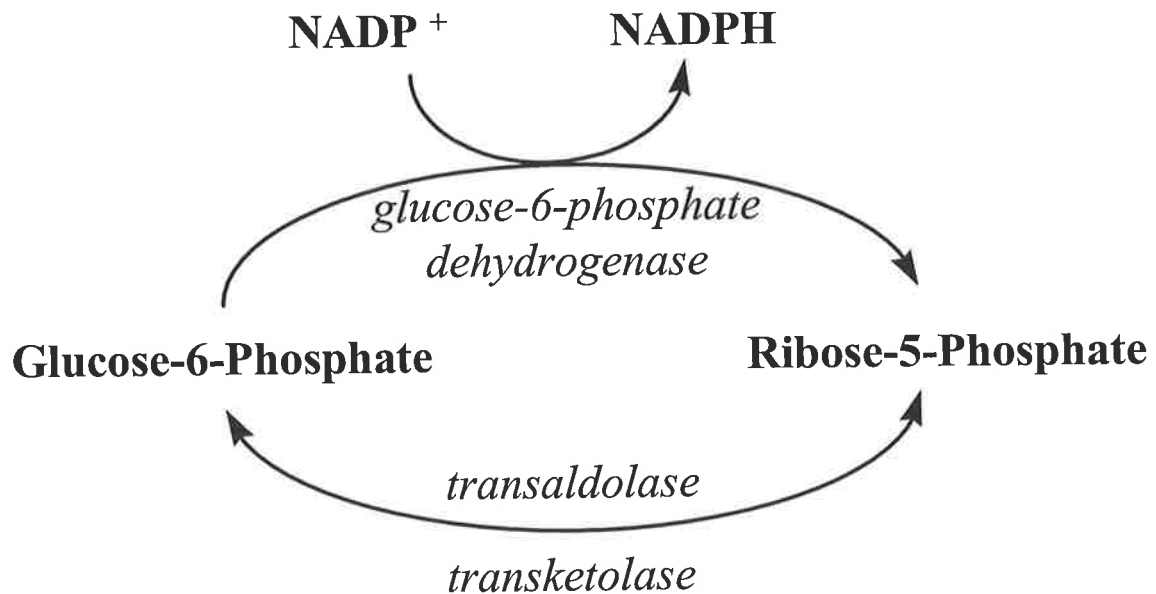 NADP + NADPH
glucose-6-phosphate
dehydrogenase
Glucose-6-Phosphate Ribose-5-Phosphate
transaldolase
transketolase